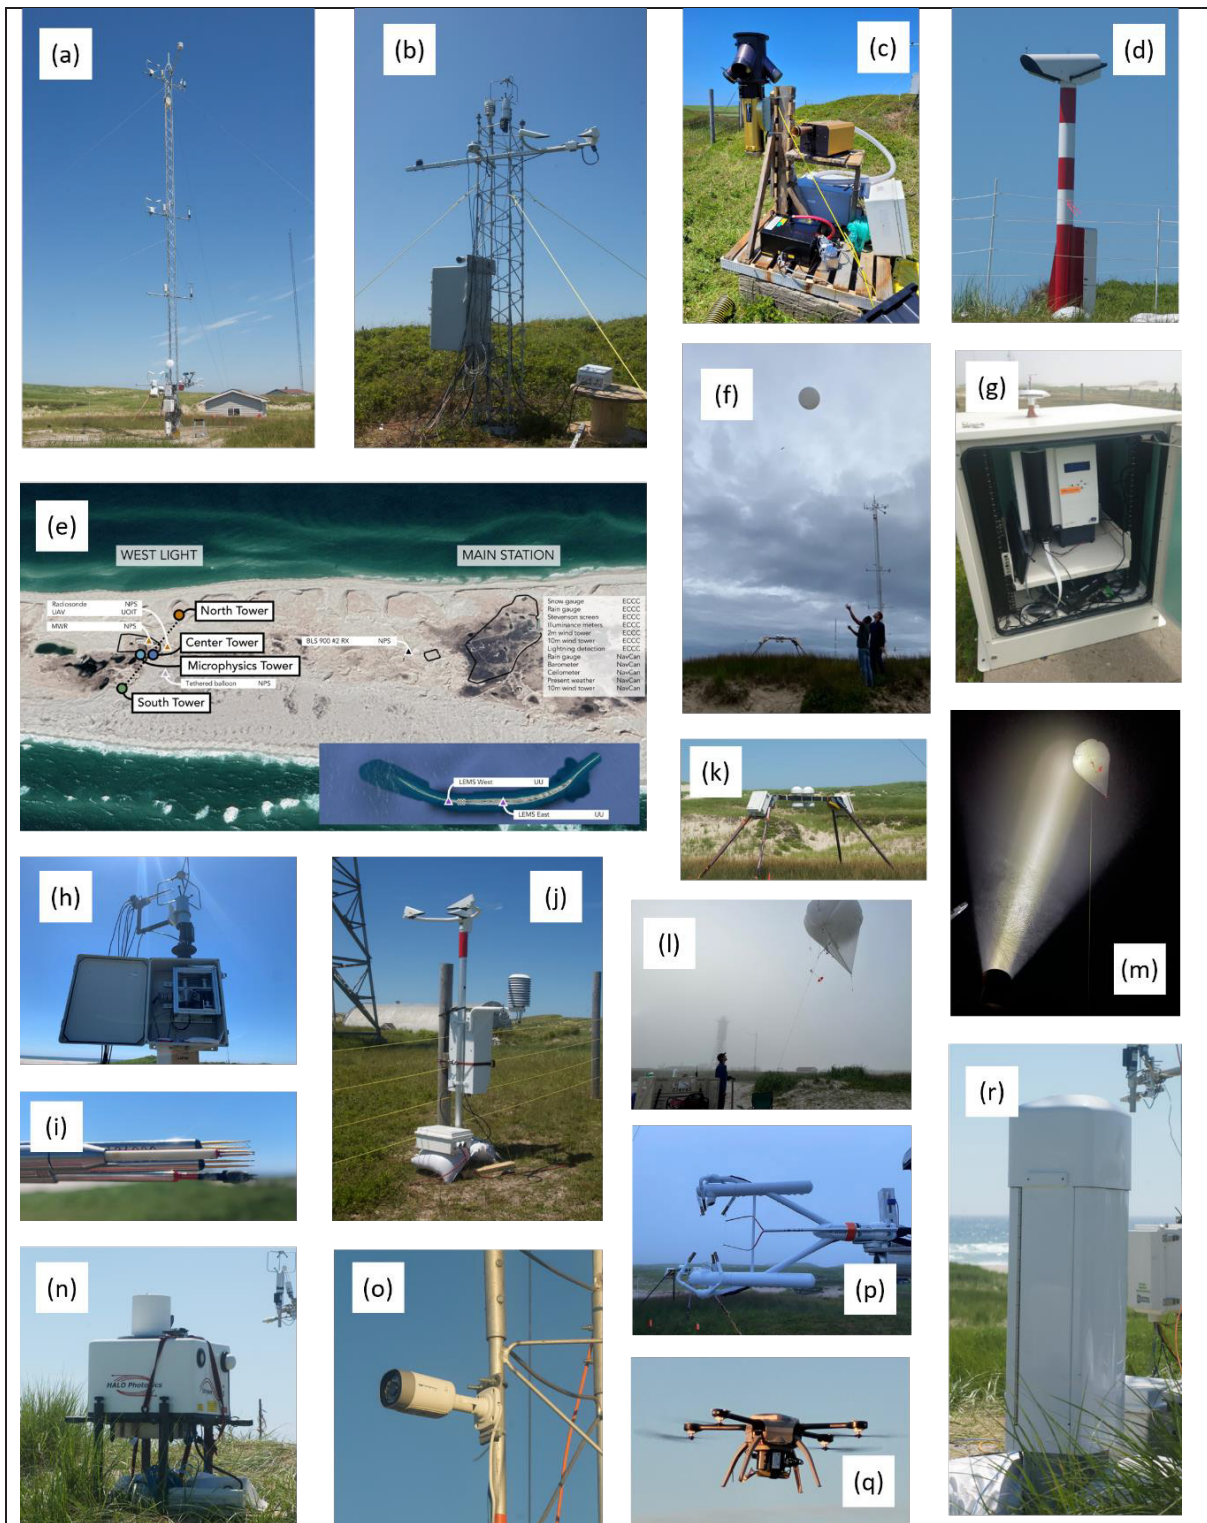 (a)
(b)
(c)
(d)
(e)
WEST LIGHT
MAIN STATION
Radiosonde NPS
UAV UOIT
MWR NPS
North Tower
Center Tower
Microphysics Tower
Tethered balloon NPS
South Tower
BLS 900 #2 RX NPS
Snow gauge ECCC
Rain gauge ECCC
Stevenson screen ECCC
Illuminance meters ECCC
2m wind tower ECCC
10m wind tower ECCC
Lightning detection ECCC
Rain gauge NavCan
Barometer NavCan
Ceilometer NavCan
Present weather NavCan
10m wind tower NavCan
LEMS West UU
LEMS East UU
(f)
(g)
(k)
(m)
(h)
(j)
(l)
(i)
(r)
(p)
(n)
HALO Photonics
(o)
(q)